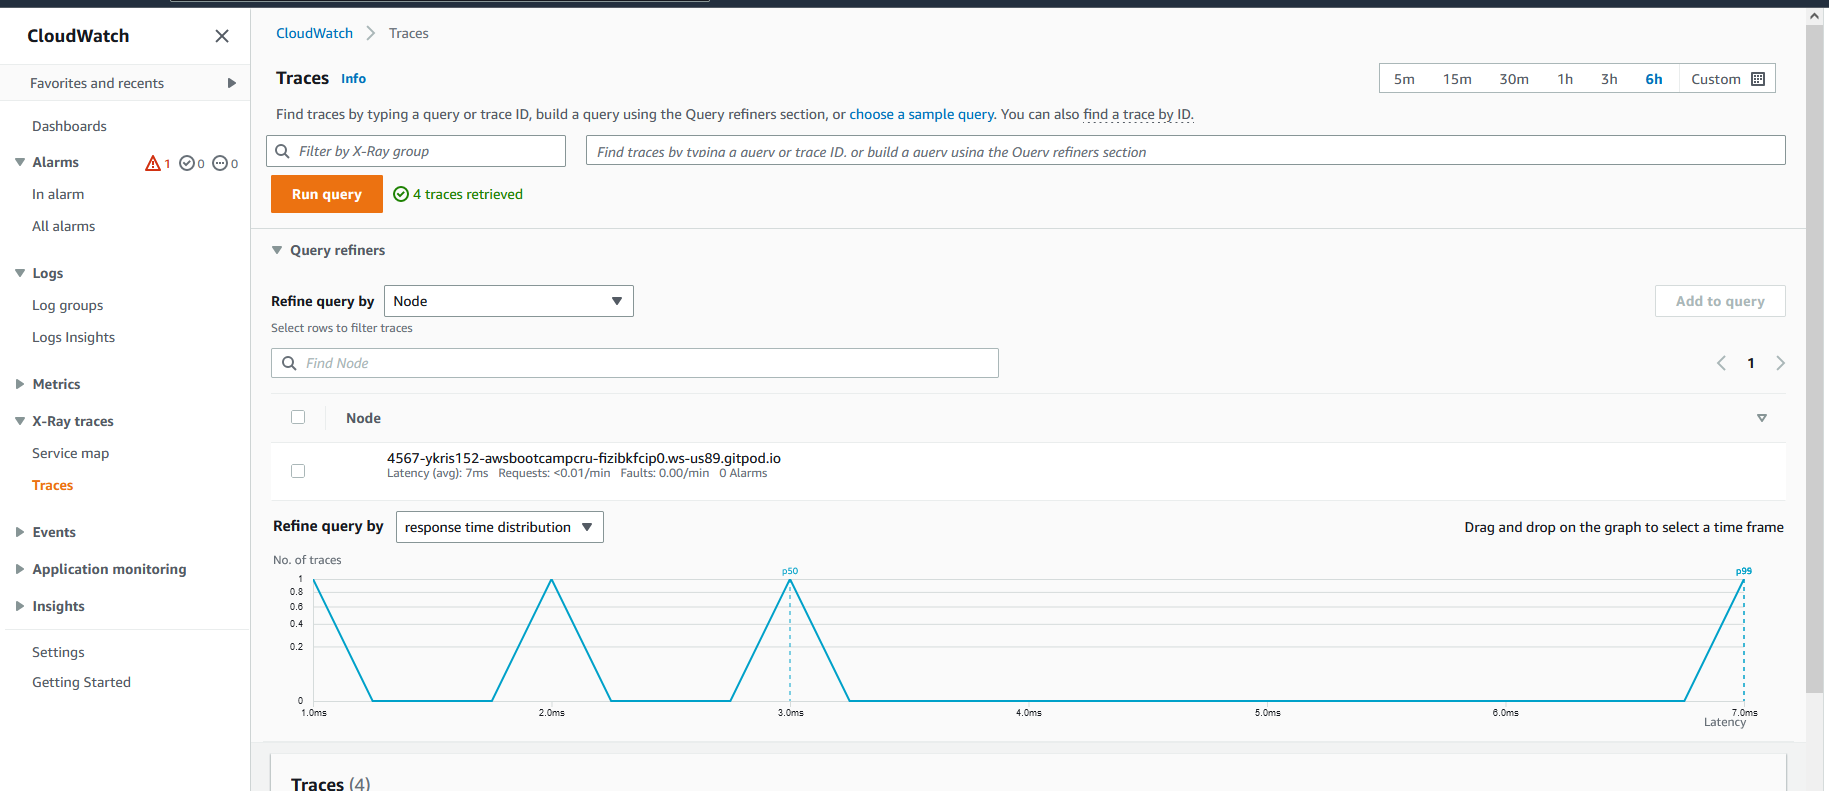 CloudWatch
Favorites and recents
Dashboards
Alarms 1 0 0
In alarm
All alarms
Logs
Log groups
Logs Insights
Metrics
X-Ray traces
Service map
Traces
Events
Application monitoring
Insights
Settings
Getting Started
CloudWatch Traces
Traces Info
5m 15m 30m 1h 3h 6h Custom
Find traces by typing a query or trace ID, build a query using the Query refiners section, or choose a sample query. You can also find a trace by ID.
Filter by X-Ray group
Find traces by typing a query or trace ID, or build a query using the Query refiners section
Run query 4 traces retrieved
Query refiners
Refine query by Node Add to query
Select rows to filter traces
Find Node 1
Node
4567-ykris152-awsbootcampcru-fizibkfcip0.ws-us89.gitpod.io
Latency (avg): 7ms Requests: <0.01/min Faults: 0.00/min 0 Alarms
Refine query by response time distribution Drag and drop on the graph to select a time frame
No. of traces
p50 p99
1
0.8
0.6
0.4
0.2
0
1.0ms 2.0ms 3.0ms 4.0ms 5.0ms 6.0ms 7.0ms
Latency
Traces (4)